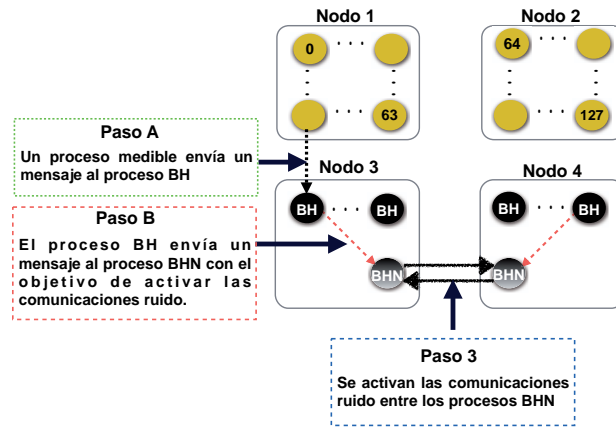 Nodo 1
Nodo 2
0
63
64
127
Paso A
Un proceso medible envía un
mensaje al proceso BH
Nodo 3
Nodo 4
BH
BH
BH
BH
Paso B
El proceso BH envía un
mensaje al proceso BHN con el
objetivo de activar las
comunicaciones ruido.
BHN
BHN
Paso 3
Se activan las comunicaciones
ruido entre los procesos BHN